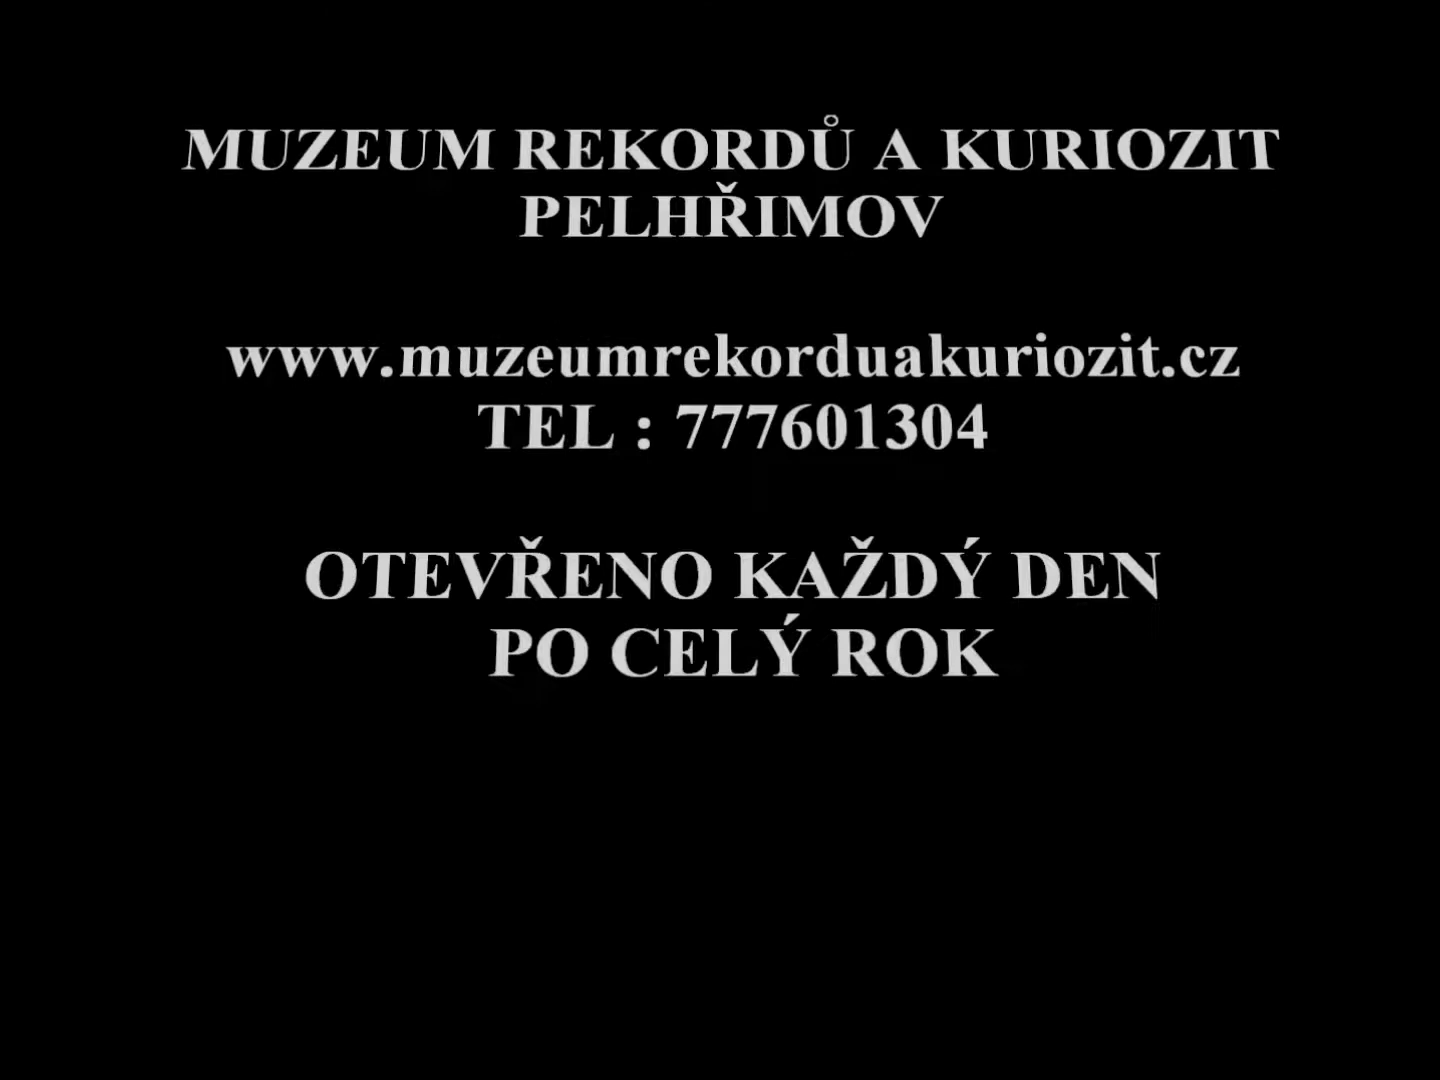 MUZEUM REKORDŮ A KURIOZIT
PELHŘIMOV
www.muzeumrekorduakuriozit.cz
TEL : 777601304
OTEVŘENO KAŽDÝ DEN
PO CELÝ ROK